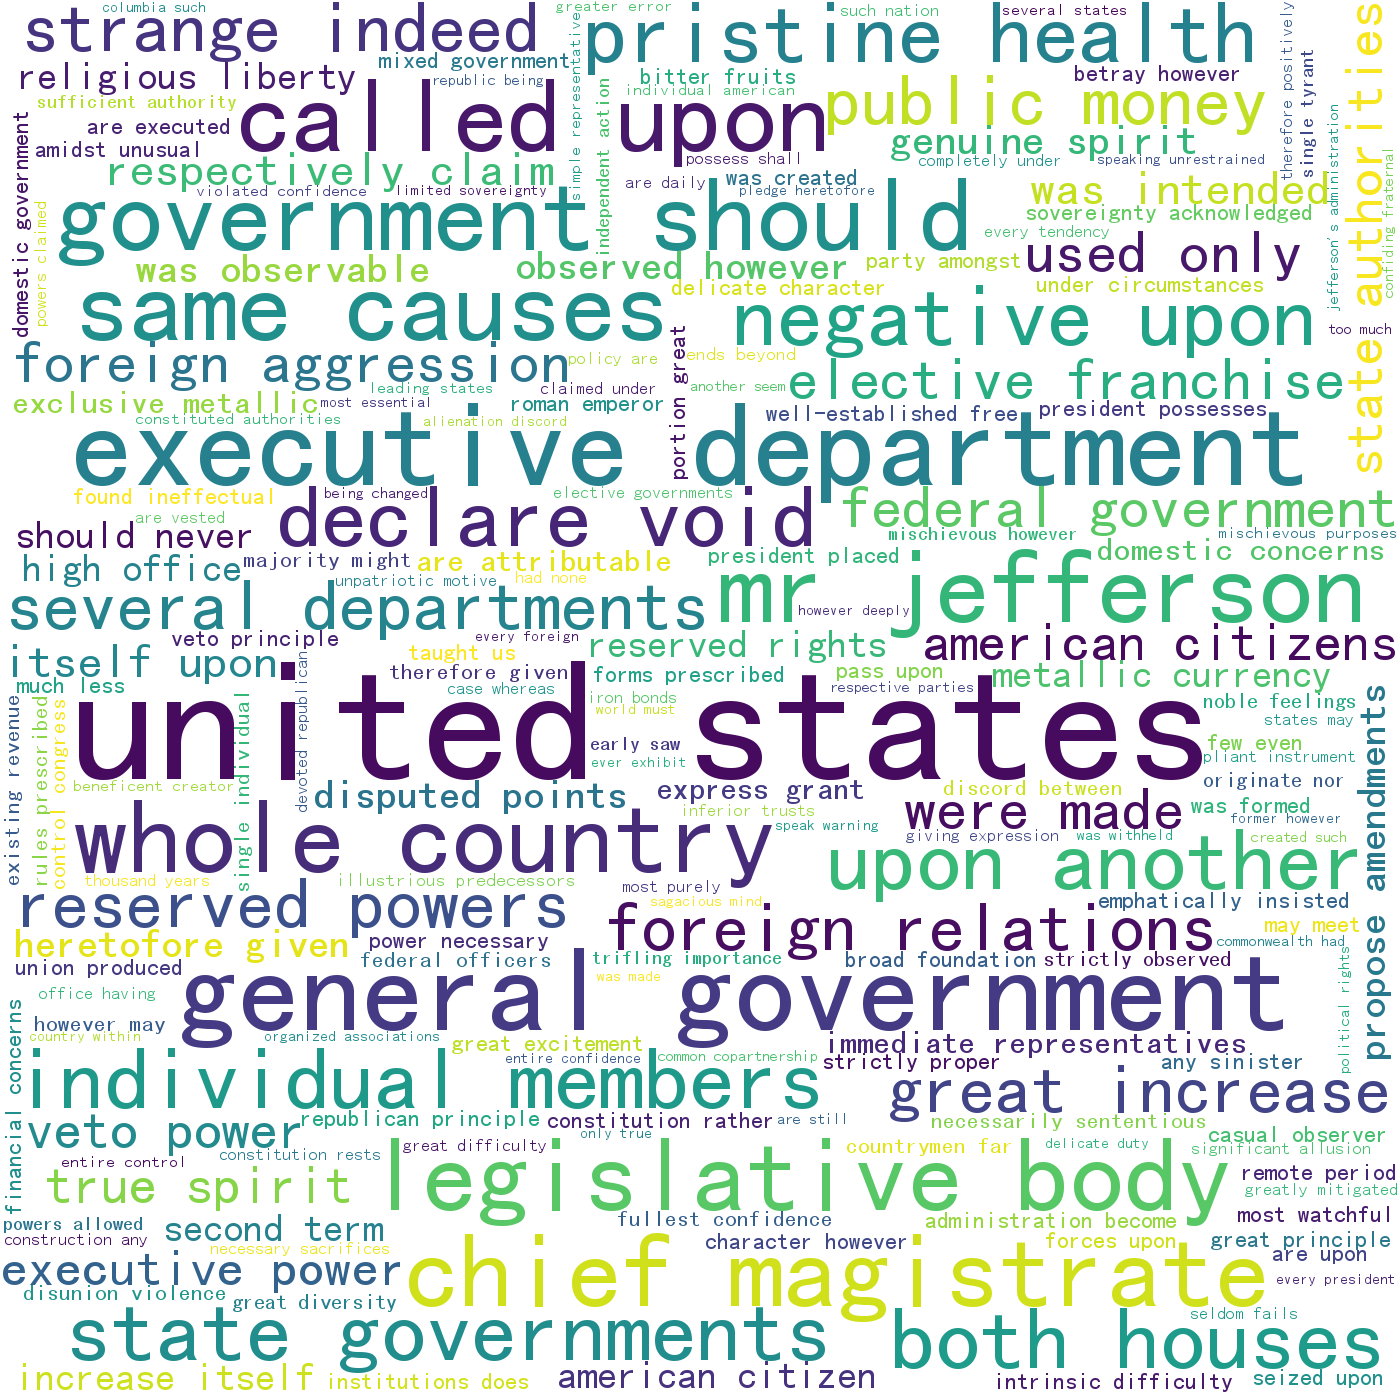 columbia such
greater error
such nation
several states
strange indeed
pristine health
simple representative
therefore positively
state authorities
mixed government
religious liberty
republic being
bitter fruits
betray however
single tyrant
individual american
sufficient authority
called upon
public money
independent action
jefferson's administration
domestic government
are executed
genuine spirit
amidst unusual
respectively claim
possess shall
completely under
speaking unrestrained
confiding fraternal
was created
violated confidence
limited sovereignty
are daily
pledge heretofore
was intended
powers claimed
government should
sovereignty acknowledged
every tendency
used only
was observable
observed however
party amongst
delicate character
under circumstances
same causes
negative upon
too much
portion great
foreign aggression
policy are
ends beyond
leading states
claimed under
another seem
elective franchise
exclusive metallic
most essential
roman emperor
well-established free
president possesses
constituted authorities
alienation discord
executive department
found ineffectual
being changed
elective governments
declare void
federal government
are vested
should never
mischievous however
mischievous purposes
high office
majority might
are attributable
president placed
domestic concerns
unpatriotic motive
had none
mr jefferson
several departments
however deeply
veto principle
every foreign
taught us
reserved rights
american citizens
itself upon
devoted republican
therefore given
forms prescribed
pass upon
metallic currency
much less
case whereas
respective parties
existing revenue
rules prescribed
control congress
single individual
united states
iron bonds
world must
noble feelings
states may
propose amendments
early saw
few even
ever exhibit
pliant instrument
beneficent creator
disputed points
express grant
discord between
originate nor
inferior trusts
were made
was formed
whole country
speak warning
giving expression
was withheld
former however
created such
upon another
thousand years
illustrious predecessors
most purely
reserved powers
sagacious mind
emphatically insisted
foreign relations
may meet
heretofore given
power necessary
commonwealth had
union produced
federal officers
trifling importance
broad foundation
strictly observed
political rights
was made
general government
office having
financial concerns
however may
country within
organized associations
great excitement
immediate representatives
entire confidence
common copartnership
strictly proper
any sinister
individual members
great increase
veto power
republican principle
constitution rather
are still
necessarily sententious
only true
casual observer
great difficulty
countrymen far
delicate duty
significant allusion
entire control
constitution rests
true spirit
legislative body
remote period
greatly mitigated
powers allowed
second term
fullest confidence
administration become
most watchful
construction any
necessary sacrifices
character however
forces upon
great principle
are upon
executive power
chief magistrate
every president
disunion violence
great diversity
seldom fails
state governments
both houses
increase itself
institutions does
american citizen
intrinsic difficulty
seized upon